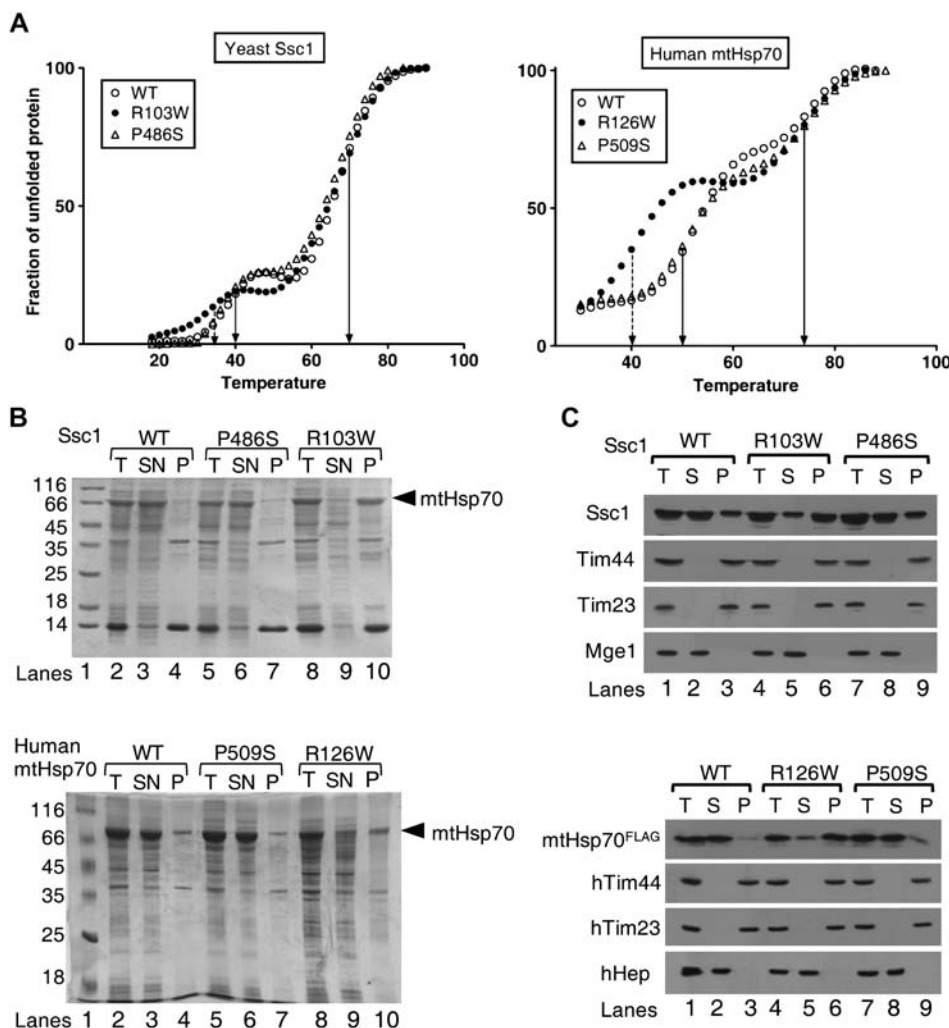 A
Yeast Ssc1
Human mtHsp70
Fraction of unfolded protein
100
50
0
WT
R103W
P486S
20 40 60 80 100
Temperature
100
50
0
WT
R126W
P509S
40 60 80 100
Temperature
B
Ssc1 WT P486S R103W
T SN P T SN P T SN P
116
66
45
35
25
18
14
mtHsp70
Lanes 1 2 3 4 5 6 7 8 9 10
Human mtHsp70 WT P509S R126W
T SN P T SN P T SN P
116
66
45
35
25
18
mtHsp70
Lanes 1 2 3 4 5 6 7 8 9 10
C
Ssc1 WT R103W P486S
T S P T S P T S P
Ssc1
Tim44
Tim23
Mge1
Lanes 1 2 3 4 5 6 7 8 9
WT R126W P509S
T S P T S P T S P
mtHsp70FLAG
hTim44
hTim23
hHep
Lanes 1 2 3 4 5 6 7 8 9